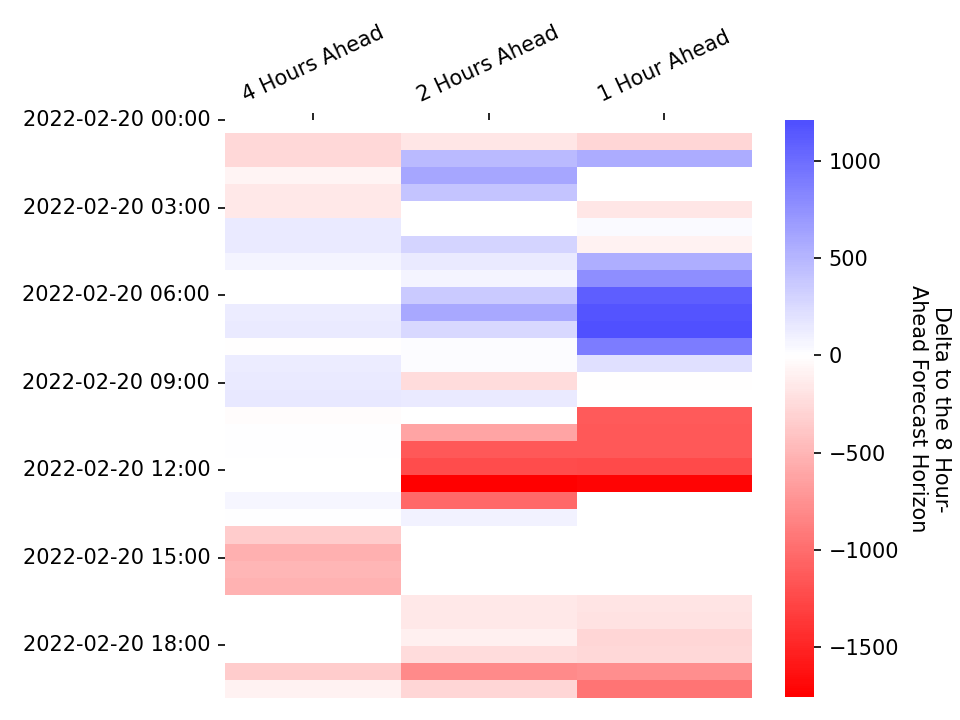 4 Hours Ahead
2 Hours Ahead
1 Hour Ahead
2022-02-20 00:00
2022-02-20 03:00
2022-02-20 06:00
2022-02-20 09:00
2022-02-20 12:00
2022-02-20 15:00
2022-02-20 18:00
1000
500
0
−500
−1000
−1500
Delta to the 8 Hour-
Ahead Forecast Horizon